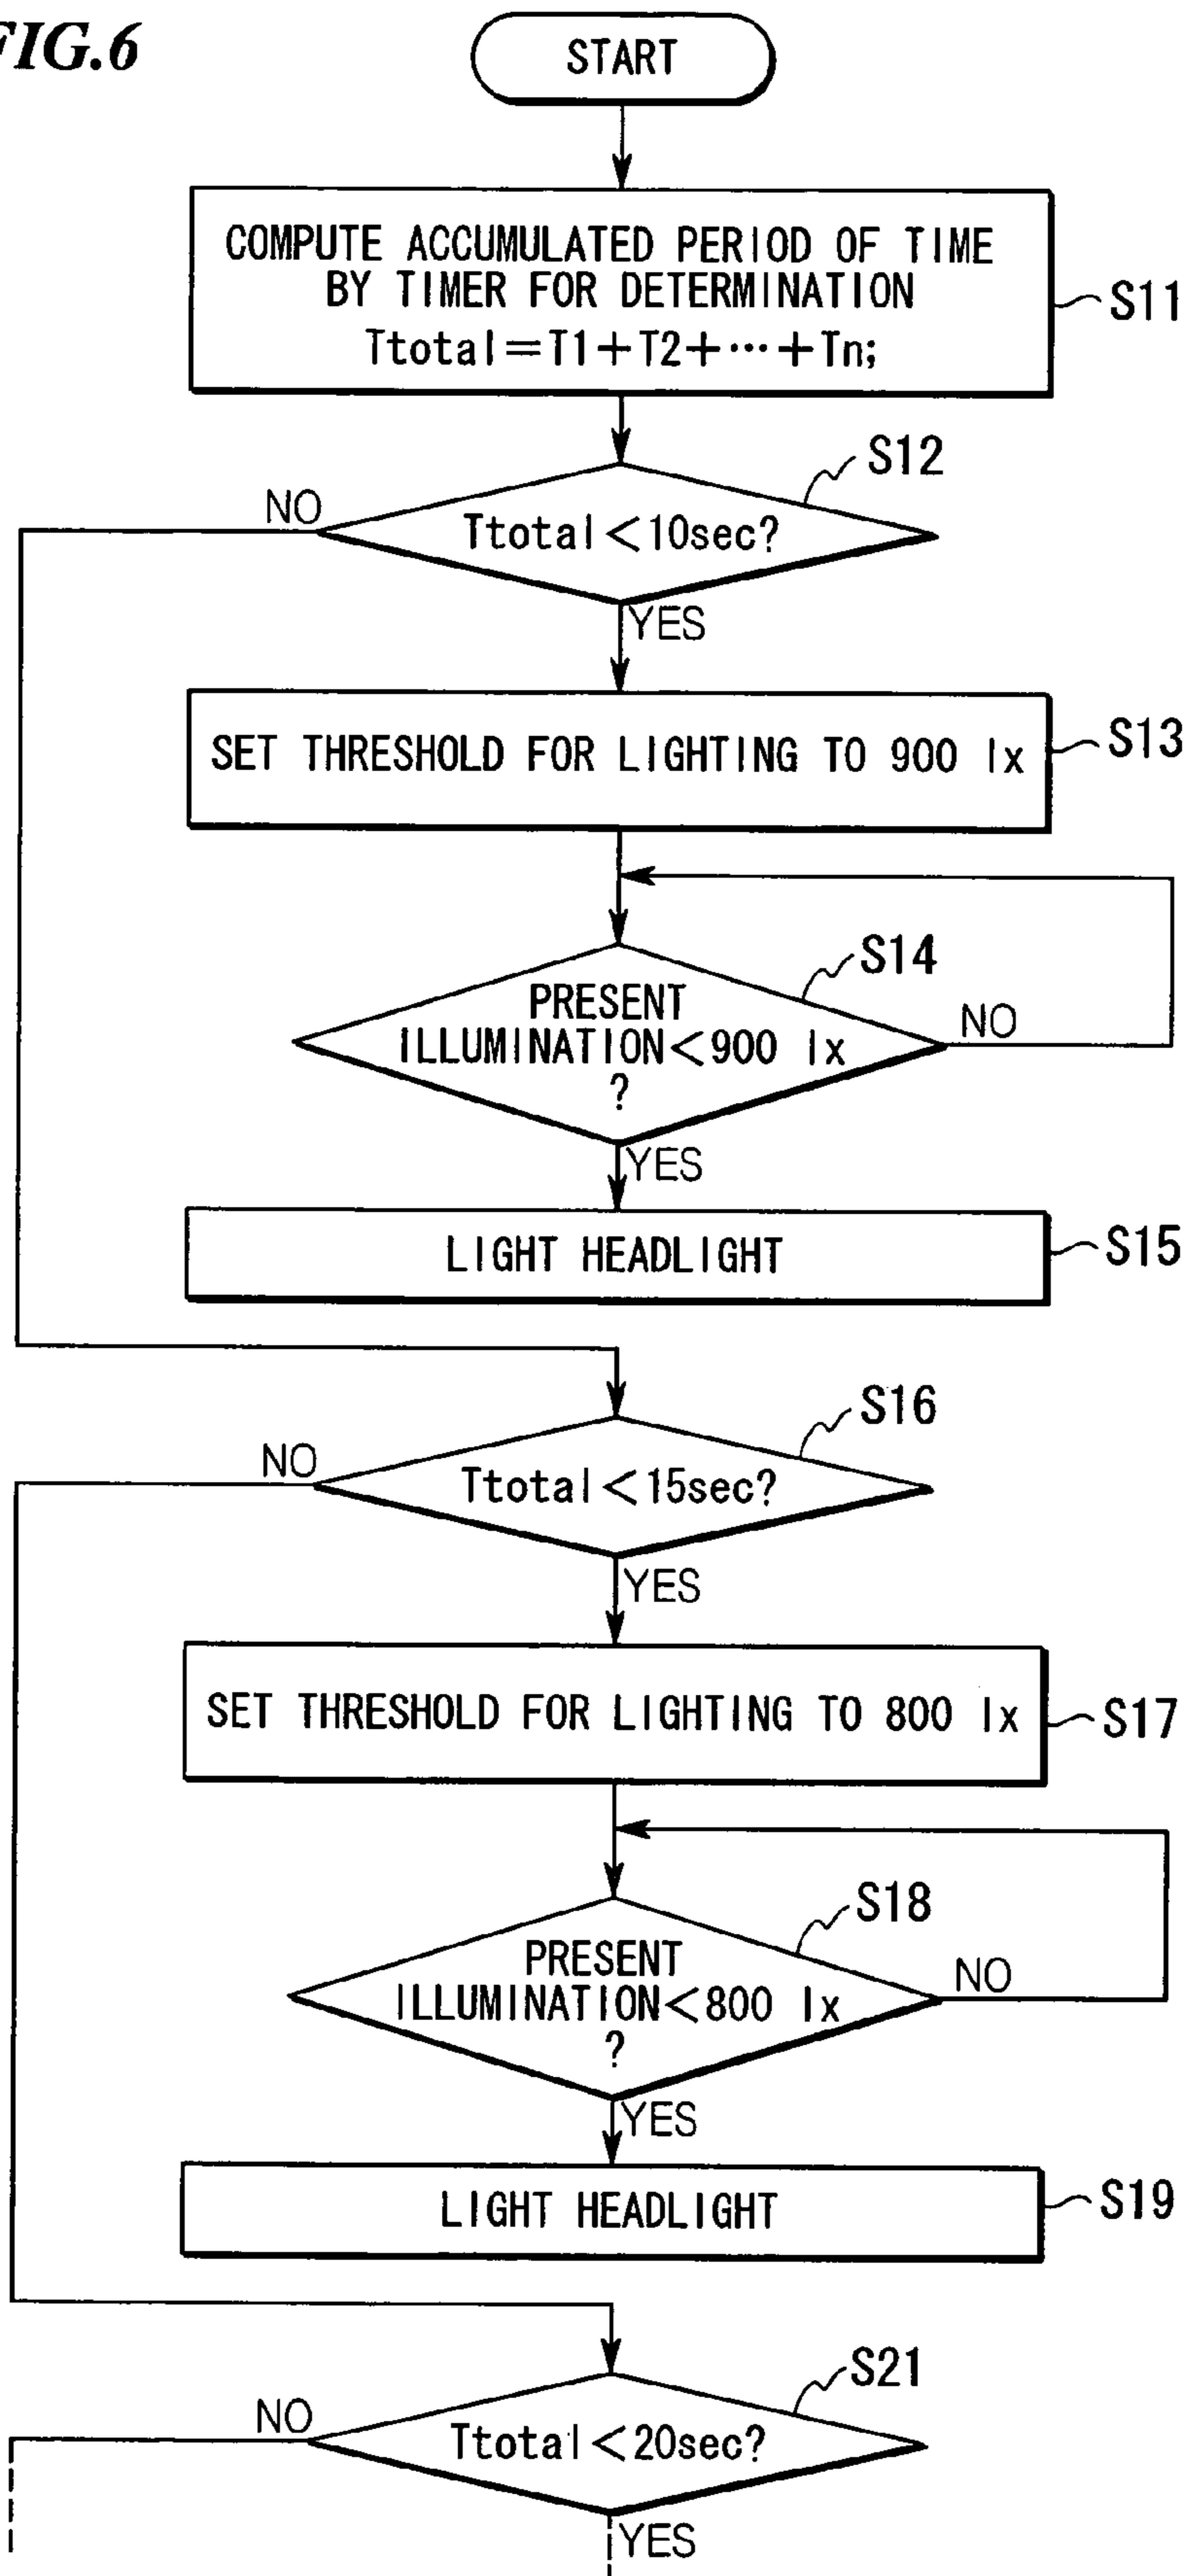 FIG.6
START
COMPUTE ACCUMULATED PERIOD OF TIME
BY TIMER FOR DETERMINATION
Ttotal=T1+T2+⋯+Tn;
S11
S12
NO
Ttotal<10sec?
YES
SET THRESHOLD FOR LIGHTING TO 900 lx
S13
S14
PRESENT
ILLUMINATION<900 lx
?
NO
YES
LIGHT HEADLIGHT
S15
S16
NO
Ttotal<15sec?
YES
SET THRESHOLD FOR LIGHTING TO 800 lx
S17
S18
PRESENT
ILLUMINATION<800 lx
?
NO
YES
LIGHT HEADLIGHT
S19
S21
NO
Ttotal<20sec?
YES